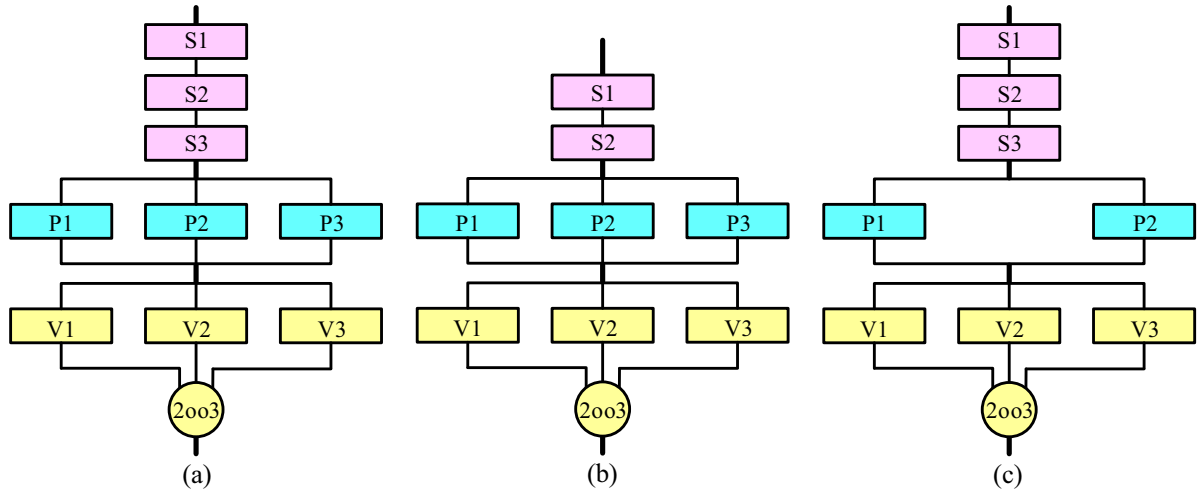 S1
S2
S3
P1 P2 P3
V1 V2 V3
2oo3
(a)
S1
S2
P1 P2 P3
V1 V2 V3
2oo3
(b)
S1
S2
S3
P1 P2
V1 V2 V3
2oo3
(c)